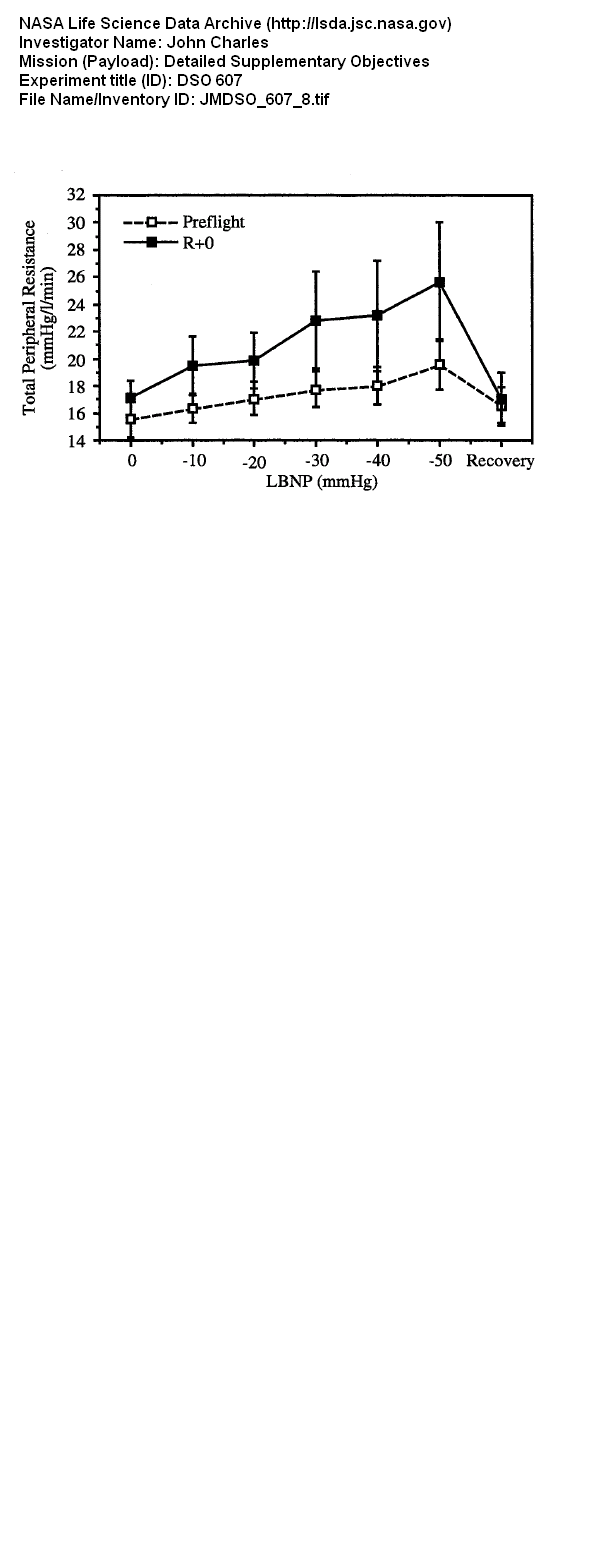 NASA Life Science Data Archive (http://lsda.jsc.nasa.gov)
Investigator Name: John Charles
Mission (Payload): Detailed Supplementary Objectives
Experiment title (ID): DSO 607
File Name/Inventory ID: JMDSO_607_8.tif
Total Peripheral Resistance
(mmHg/l/min)
32
30
28
26
24
22
20
18
16
14
Preflight
R+0
0 -10 -20 -30 -40 -50 Recovery
LBNP (mmHg)